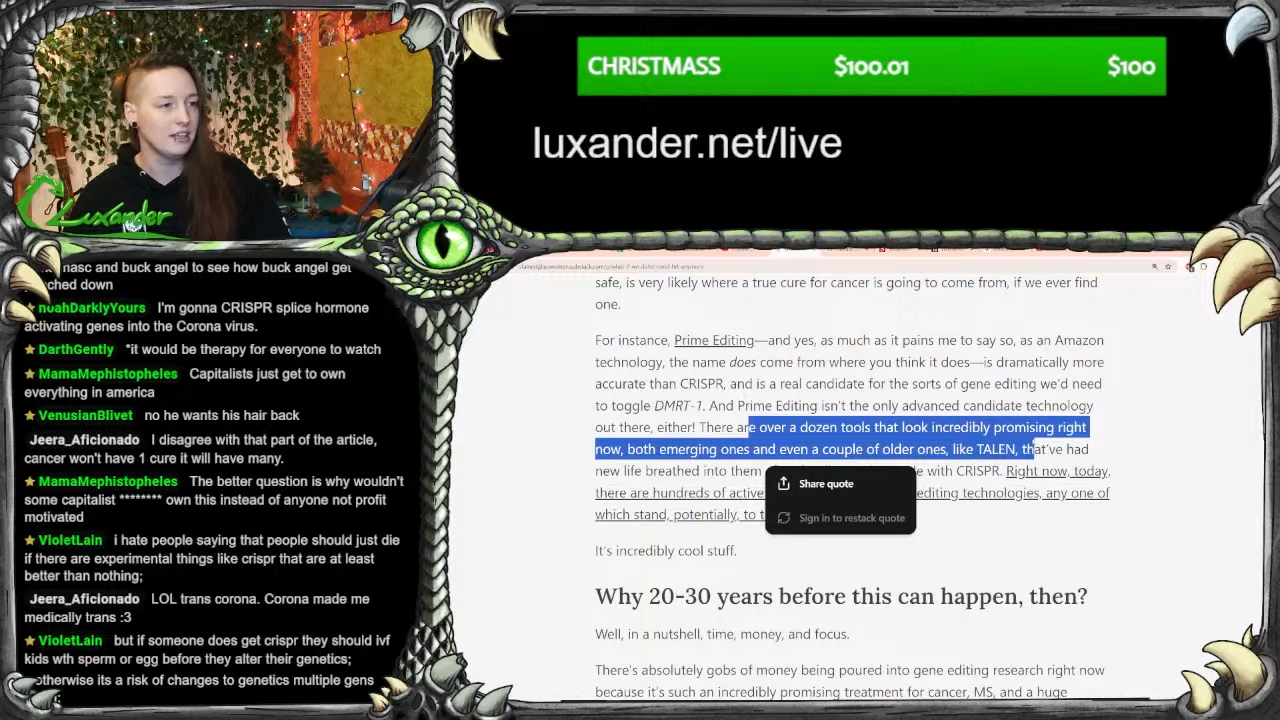 CHRISTMASS $100.01 $100
luxander.net/live
Luxander
masc and buck angel to see how buck angel get
down
noahDarklyYours I'm gonna CRISPR splice hormone
activating genes into the Corona virus.
DarthGently *it would be therapy for everyone to watch
MamaMephistopheles Capitalists just get to own
everything in america
VenusianBlivet no he wants his hair back
Jeera_Aficionado I disagree with that part of the article,
cancer won't have 1 cure it will have many.
MamaMephistopheles The better question is why wouldn't
some capitalist ******** own this instead of anyone not profit
motivated
VioletLain i hate people saying that people should just die
if there are experimental things like crispr that are at least
better than nothing;
Jeera_Aficionado LOL trans corona. Corona made me
medically trans :3
VioletLain but if someone does get crispr they should ivf
kids wth sperm or egg before they alter their genetics;
otherwise its a risk of changes to genetics multiple gens
safe, is very likely where a true cure for cancer is going to come from, if we ever find
one.
For instance, Prime Editing—and yes, as much as it pains me to say so, as an Amazon
technology, the name does come from where you think it does—is dramatically more
accurate than CRISPR, and is a real candidate for the sorts of gene editing we'd need
to toggle DMRT-1. And Prime Editing isn't the only advanced candidate technology
out there, either! There are over a dozen tools that look incredibly promising right
now, both emerging ones and even a couple of older ones, like TALEN, that've had
new life breathed into them with CRISPR. Right now, today,
there are hundreds of active editing technologies, any one of
which stand, potentially, to
Share quote
Sign in to restack quote
It's incredibly cool stuff.
Why 20-30 years before this can happen, then?
Well, in a nutshell, time, money, and focus.
There's absolutely gobs of money being poured into gene editing research right now
because it's such an incredibly promising treatment for cancer, MS, and a huge